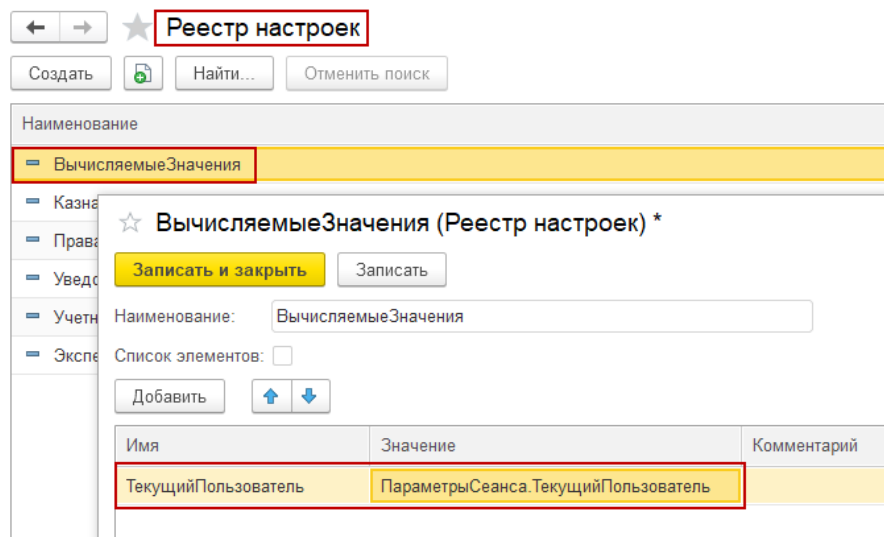 Реестр настроек
Создать Найти... Отменить поиск
Наименование
ВычисляемыеЗначения
ВычисляемыеЗначения (Реестр настроек) *
Записать и закрыть Записать
Наименование: ВычисляемыеЗначения
Список элементов:
Добавить
Имя Значение Комментарий
ТекущийПользователь ПараметрыСеанса.ТекущийПользователь
Казна
Права
Уведо
Учетн
Экспе